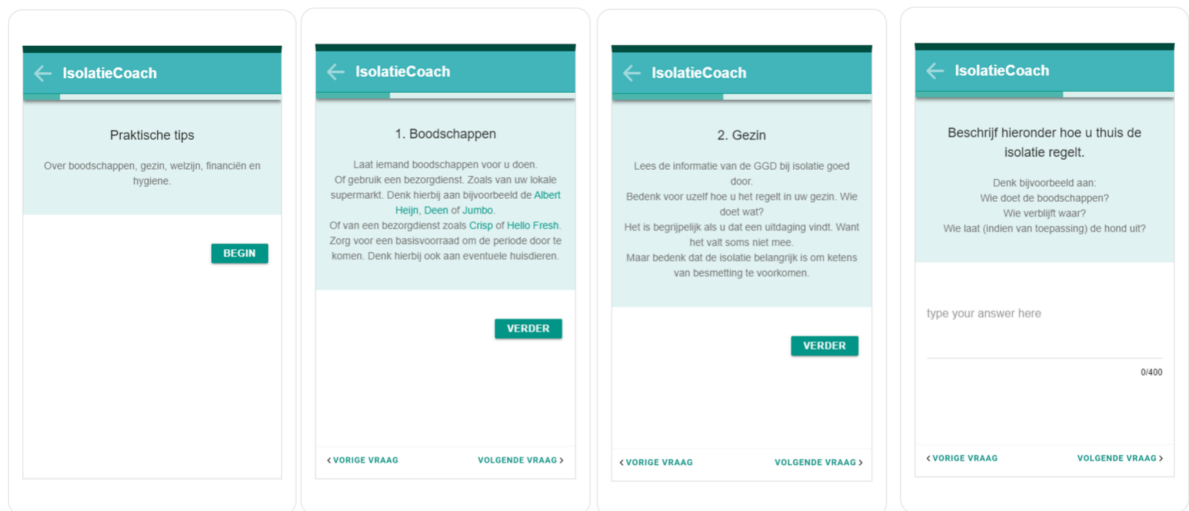 IsolatieCoach
Praktische tips
Over boodschappen, gezin, welzijn, financiën en
hygiene.
BEGIN
IsolatieCoach
1. Boodschappen
Laat iemand boodschappen voor u doen.
Of gebruik een bezorgdienst. Zoals van uw lokale
supermarkt. Denk hierbij aan bijvoorbeeld de Albert
Heijn, Deen of Jumbo.
Of van een bezorgdienst zoals Crisp of Hello Fresh.
Zorg voor een basisvoorraad om de periode door te
komen. Denk hierbij ook aan eventuele huisdieren.
VERDER
< VORIGE VRAAG
VOLGENDE VRAAG >
IsolatieCoach
2. Gezin
Lees de informatie van de GGD bij isolatie goed
door.
Bedenk voor uzelf hoe u het regelt in uw gezin. Wie
doet wat?
Het is begrijpelijk als u dat een uitdaging vindt. Want
het valt soms niet mee.
Maar bedenk dat de isolatie belangrijk is om ketens
van besmetting te voorkomen.
VERDER
< VORIGE VRAAG
VOLGENDE VRAAG >
IsolatieCoach
Beschrijf hieronder hoe u thuis de
isolatie regelt.
Denk bijvoorbeeld aan:
Wie doet de boodschappen?
Wie verblijft waar?
Wie laat (indien van toepassing) de hond uit?
type your answer here
0/400
< VORIGE VRAAG
VOLGENDE VRAAG >